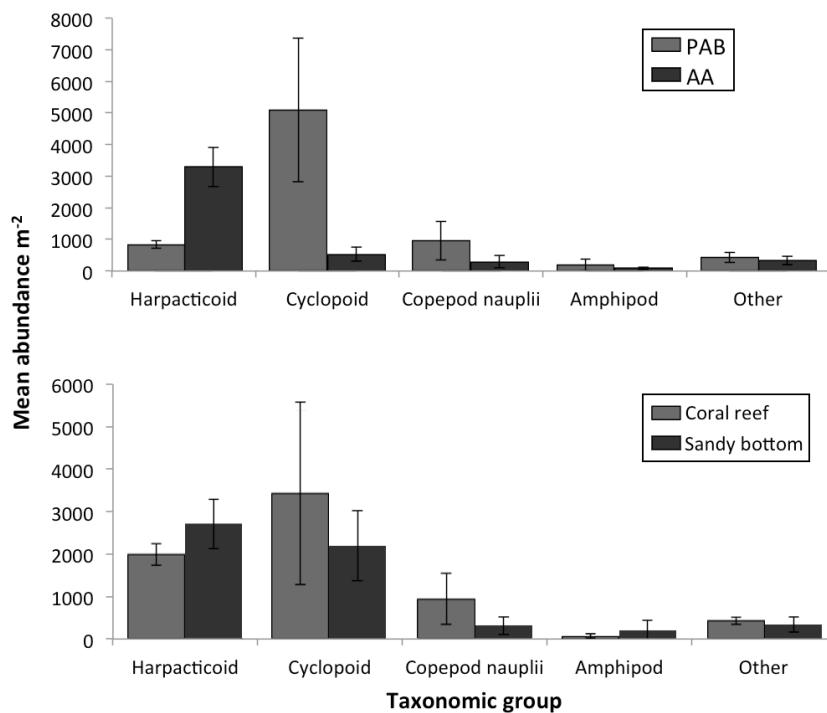 8000
7000
6000
5000
4000
3000
2000
1000
0
PAB
AA
Harpacticoid Cyclopoid Copepod nauplii Amphipod Other
Mean abundance m-2
6000
5000
4000
3000
2000
1000
0
Coral reef
Sandy bottom
Harpacticoid Cyclopoid Copepod nauplii Amphipod Other
Taxonomic group